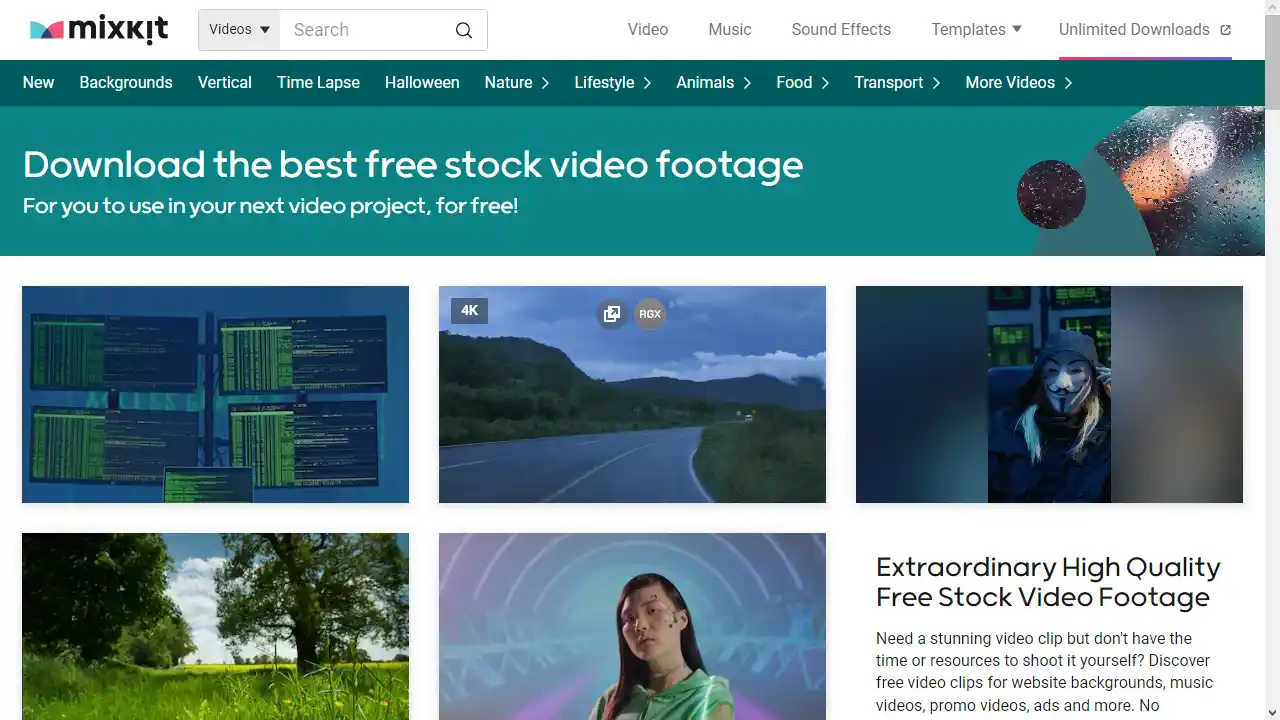 mixkit
Videos
Search
Video
Music
Sound Effects
Templates
Unlimited Downloads
New
Backgrounds
Vertical
Time Lapse
Halloween
Nature
Lifestyle
Animals
Food
Transport
More Videos
Download the best free stock video footage
For you to use in your next video project, for free!
4K
RGX
Extraordinary High Quality
Free Stock Video Footage
Need a stunning video clip but don't have the
time or resources to shoot it yourself? Discover
free video clips for website backgrounds, music
videos, promo videos, ads and more. No